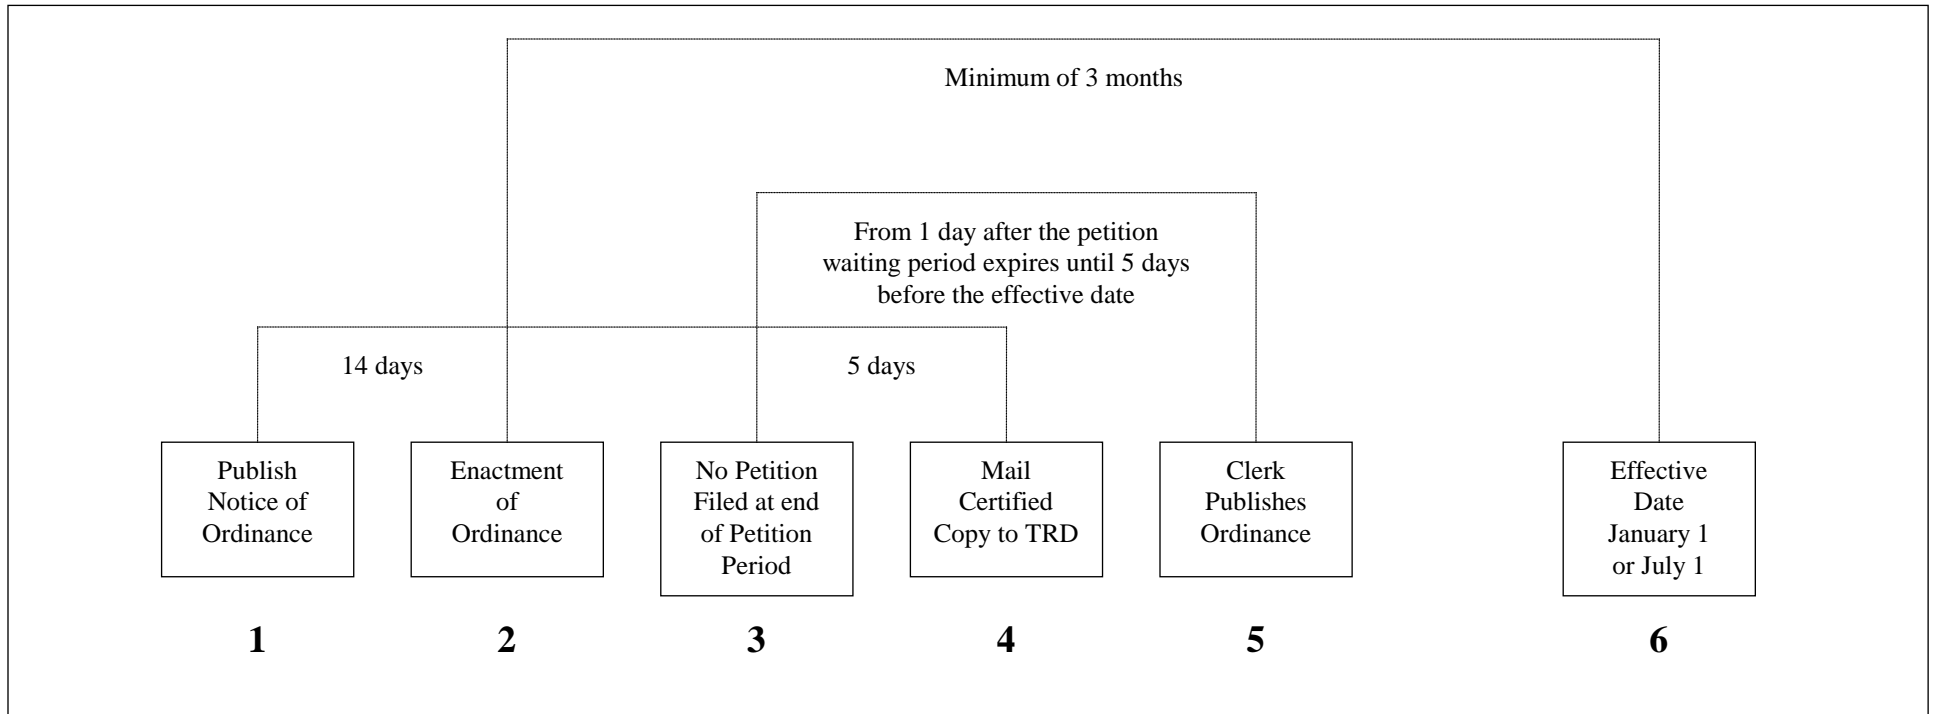 Minimum of 3 months
From 1 day after the petition
waiting period expires until 5 days
before the effective date
14 days
5 days
Publish
Notice of
Ordinance
Enactment
of
Ordinance
No Petition
Filed at end
of Petition
Period
Mail
Certified
Copy to TRD
Clerk
Publishes
Ordinance
Effective
Date
January 1
or July 1
1
2
3
4
5
6